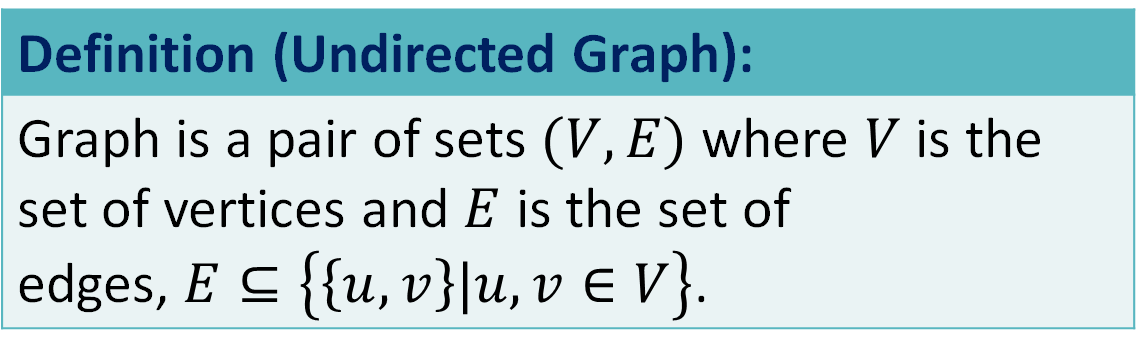 Definition (Undirected Graph):
Graph is a pair of sets (𝑉, 𝐸) where 𝑉 is the
set of vertices and 𝐸 is the set of
edges, 𝐸 ⊆ {{𝑢, 𝑣}|𝑢, 𝑣 ∈ 𝑉}.